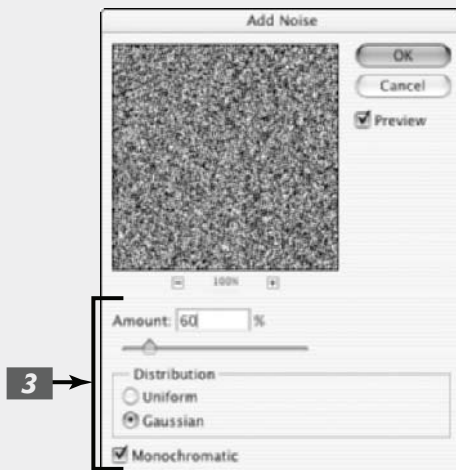 Add Noise
OK
Cancel
Preview
100%
Amount: 60 %
3
Distribution
Uniform
Gaussian
Monochromatic